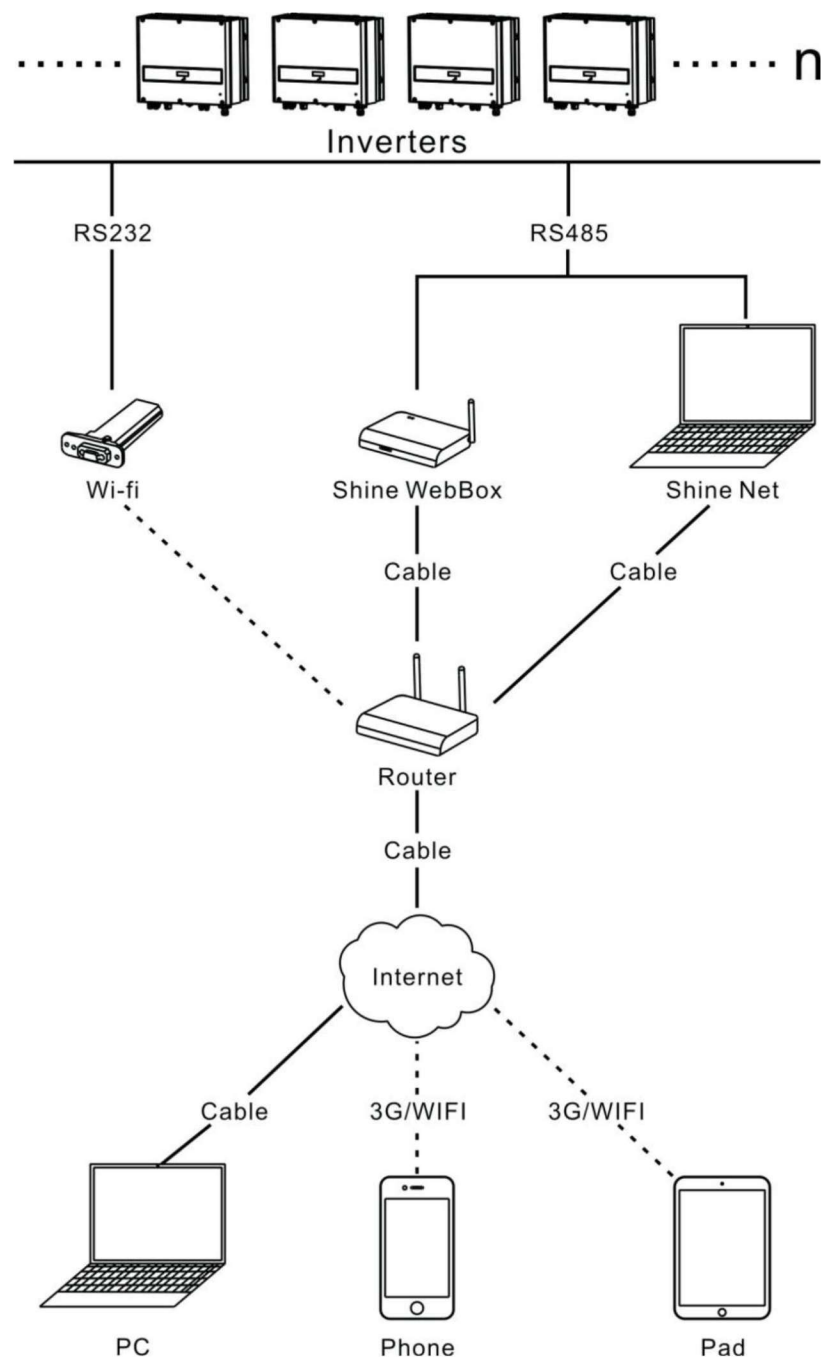 n
Inverters
RS232 RS485
Wi-fi Shine WebBox Shine Net
Cable Cable
Router
Cable
Internet
Cable 3G/WIFI 3G/WIFI
PC Phone Pad